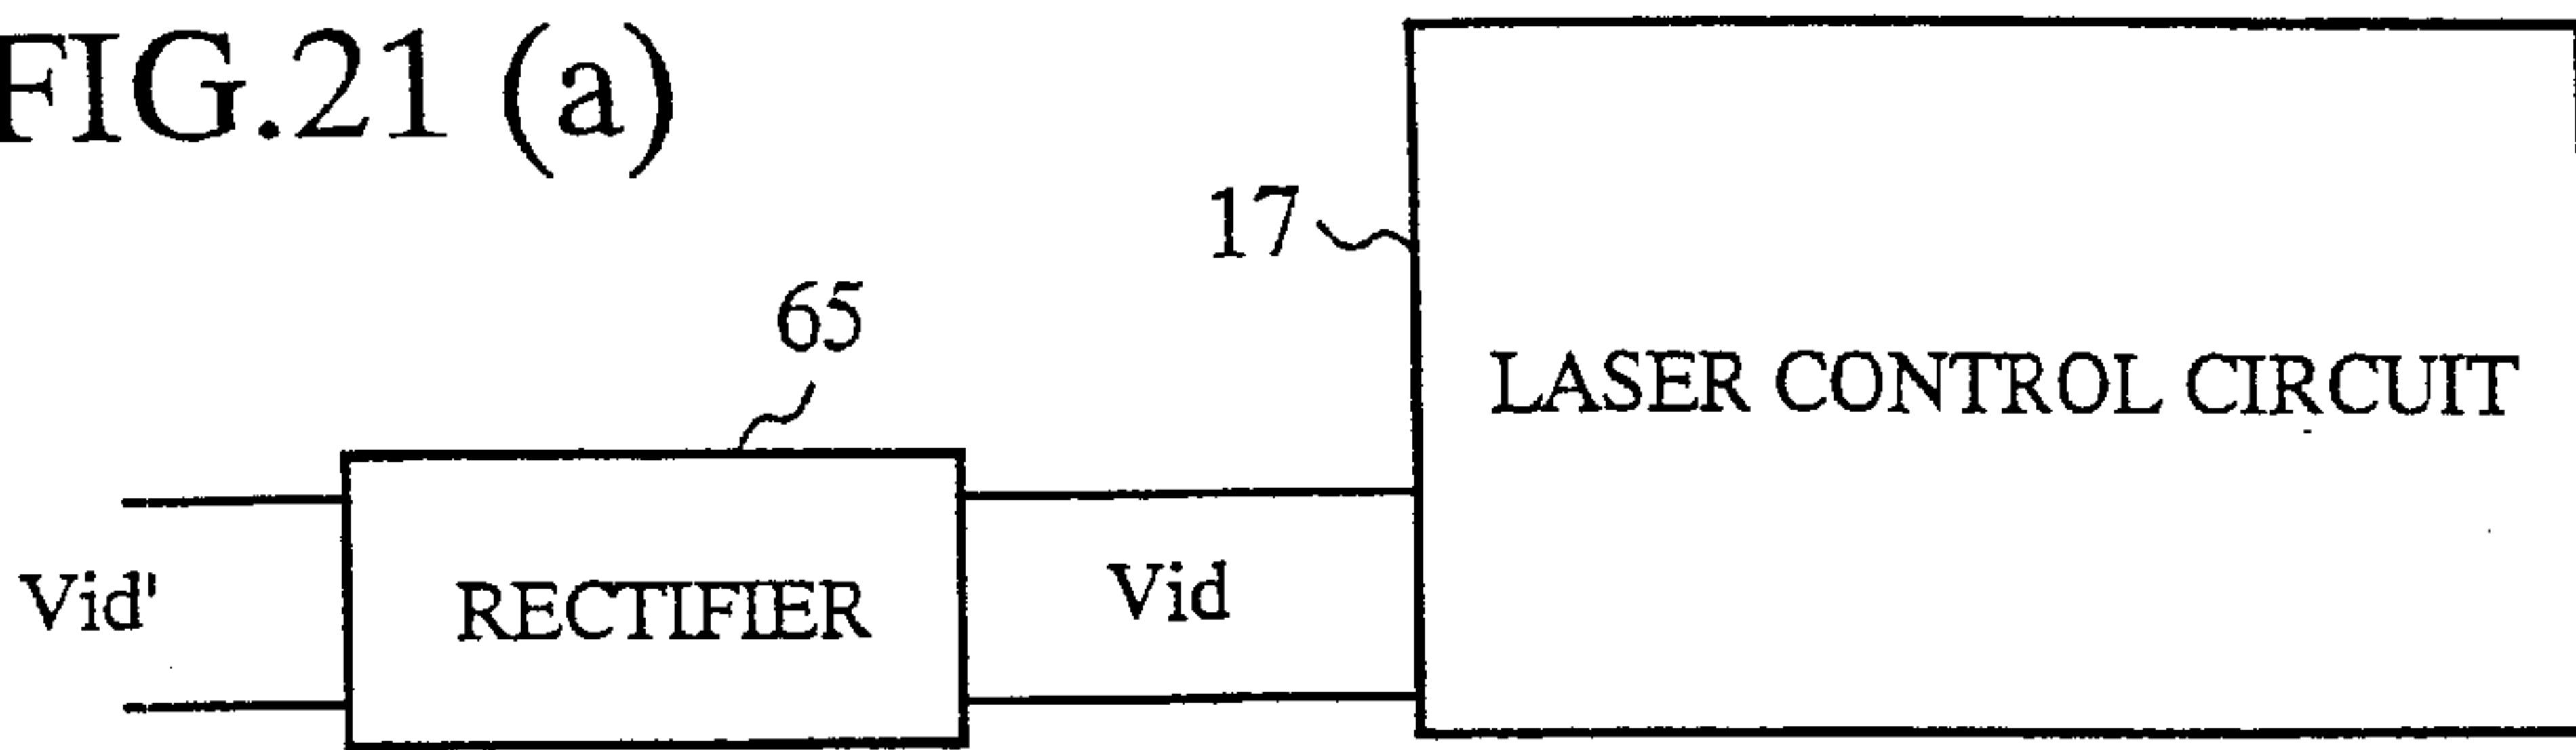 FIG.21 (a)
17
65
LASER CONTROL CIRCUIT
Vid'
RECTIFIER
Vid